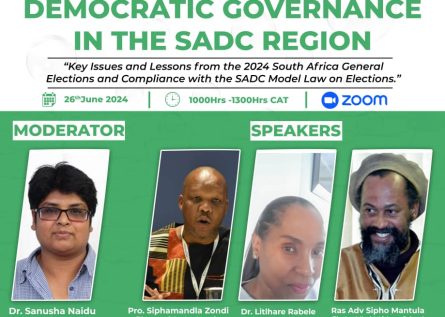 DEMOCRATIC GOVERNANCE
IN THE SADC REGION
“Key Issues and Lessons from the 2024 South Africa General
Elections and Compliance with the SADC Model Law on Elections.”
26thJune 2024 | 1000Hrs -1300Hrs CAT | zoom
MODERATOR
SPEAKERS
Dr. Sanusha Naidu
Pro. Siphamandla Zondi
Dr. Litlhare Rabele
Ras Adv Sipho Mantula